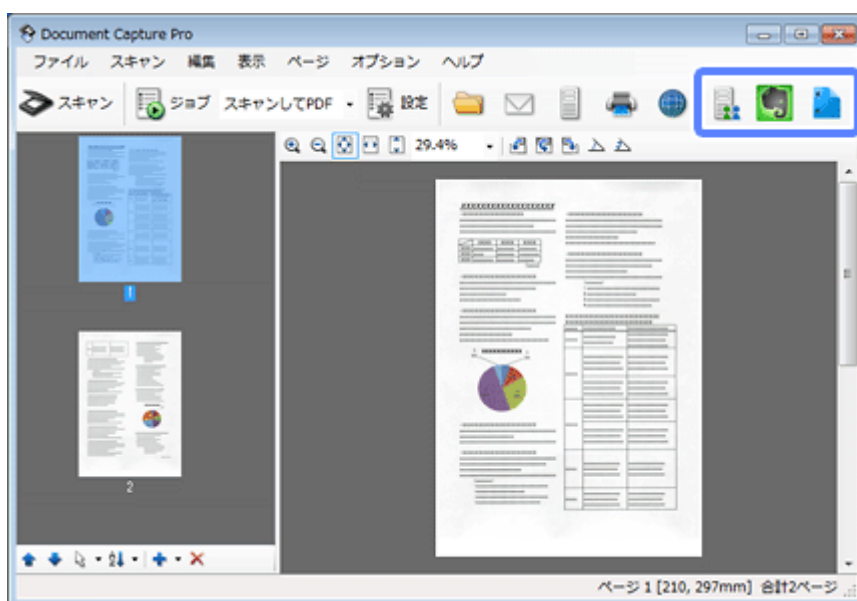 Document Capture Pro
ファイル スキャン 編集 表示 ページ オプション ヘルプ
スキャン ジョブ スキャンしてPDF 設定
29.4%
1
2
ページ 1 [210, 297mm] 合計2ページ